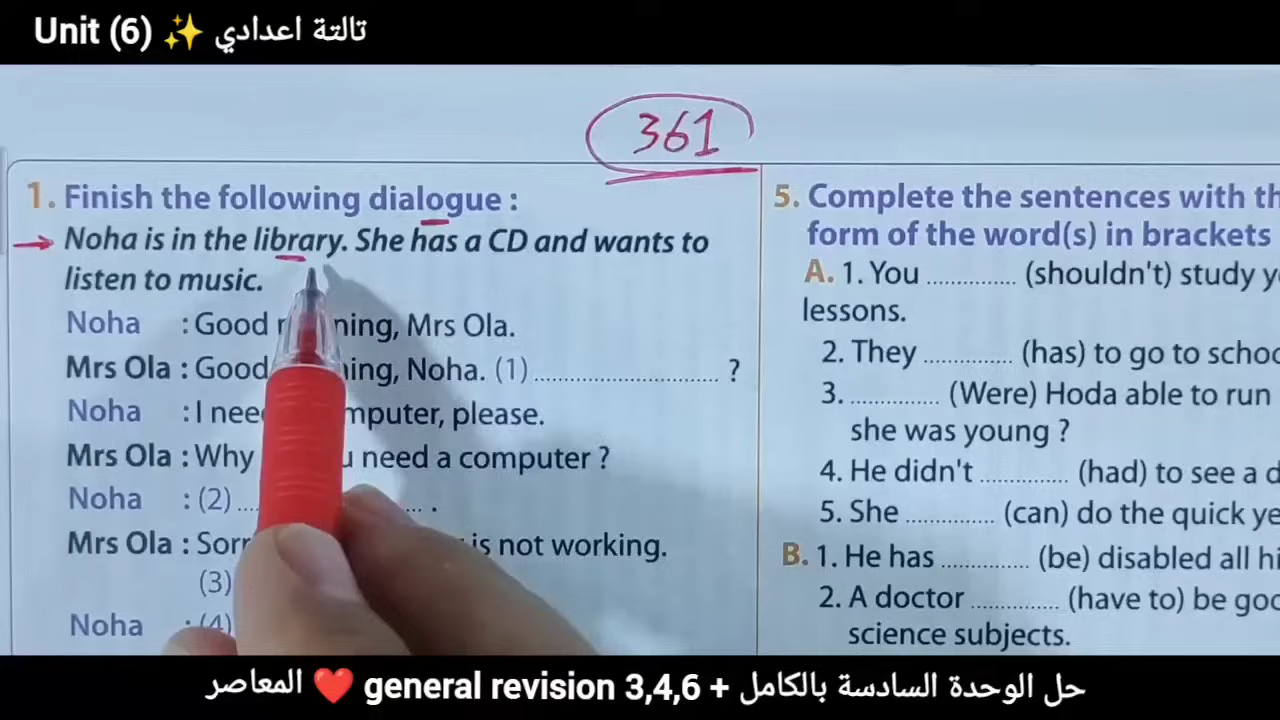 Unit (6) ✨ تالتة اعدادي
361
1. Finish the following dialogue :
Noha is in the library. She has a CD and wants to
listen to music.
Noha : Good ning, Mrs Ola.
Mrs Ola : Good ing, Noha. (1) .............................. ?
Noha : I nee mputer, please.
Mrs Ola : Why u need a computer ?
Noha : (2) .... ... .
Mrs Ola : Sorr is not working.
(3)
Noha : (4)
5. Complete the sentences with th
form of the word(s) in brackets
A. 1. You .............. (shouldn't) study y
lessons.
2. They .............. (has) to go to schoo
3. .............. (Were) Hoda able to run
she was young ?
4. He didn't .............. (had) to see a d
5. She .............. (can) do the quick ye
B. 1. He has .............. (be) disabled all hi
2. A doctor .............. (have to) be goo
science subjects.
حل الوحدة السادسة بالكامل + general revision 3,4,6 ❤️ المعاصر